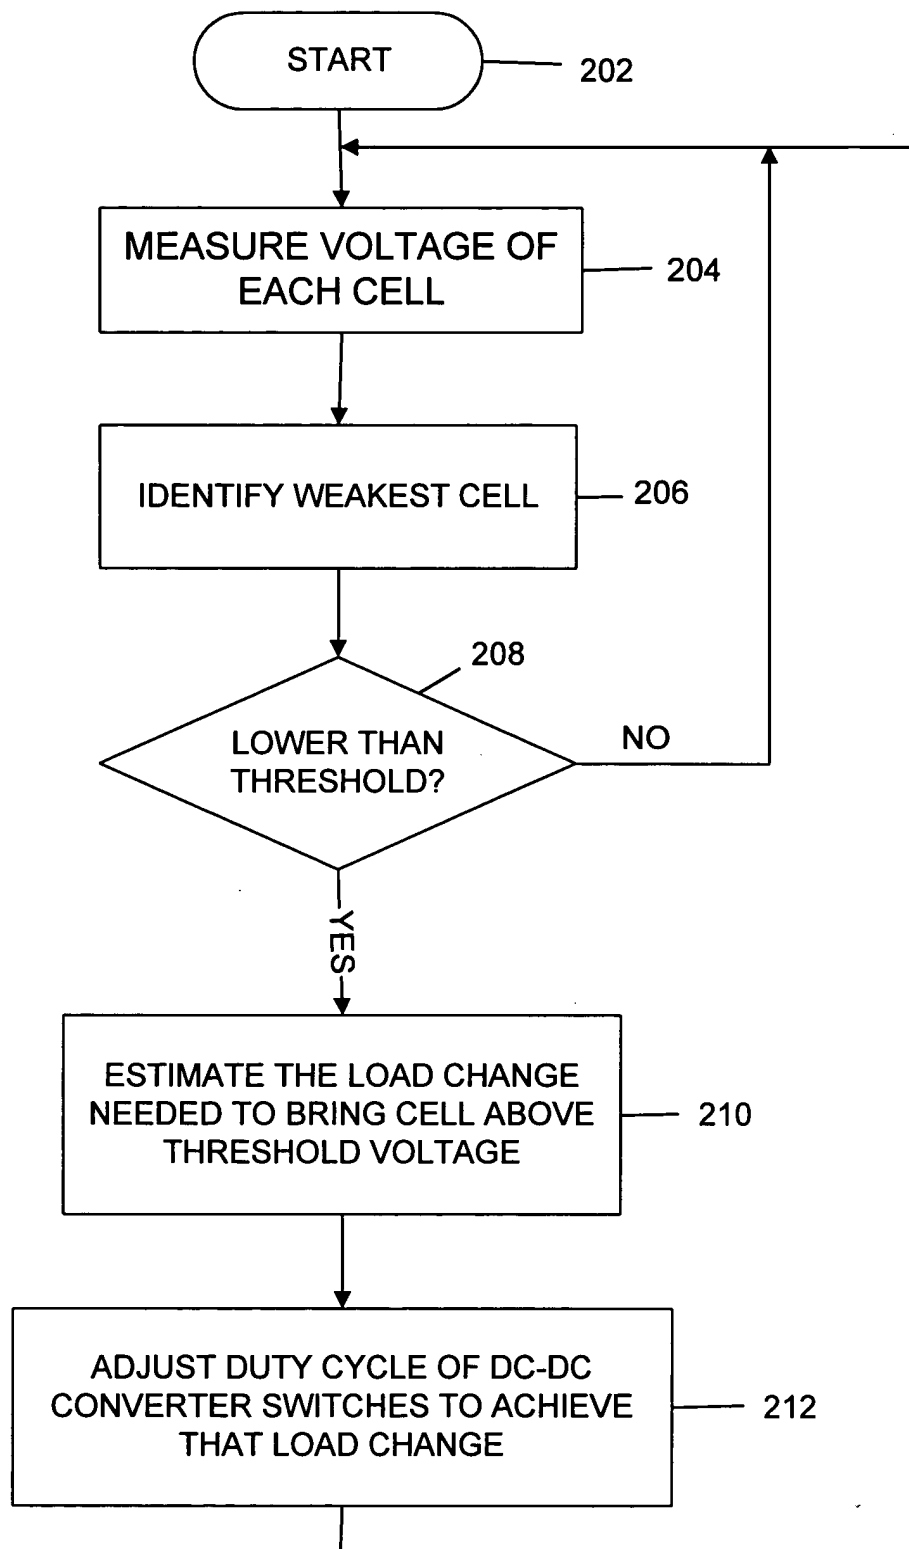 START
202
MEASURE VOLTAGE OF
EACH CELL
204
IDENTIFY WEAKEST CELL
206
208
LOWER THAN
THRESHOLD?
NO
YES
ESTIMATE THE LOAD CHANGE
NEEDED TO BRING CELL ABOVE
THRESHOLD VOLTAGE
210
ADJUST DUTY CYCLE OF DC-DC
CONVERTER SWITCHES TO ACHIEVE
THAT LOAD CHANGE
212